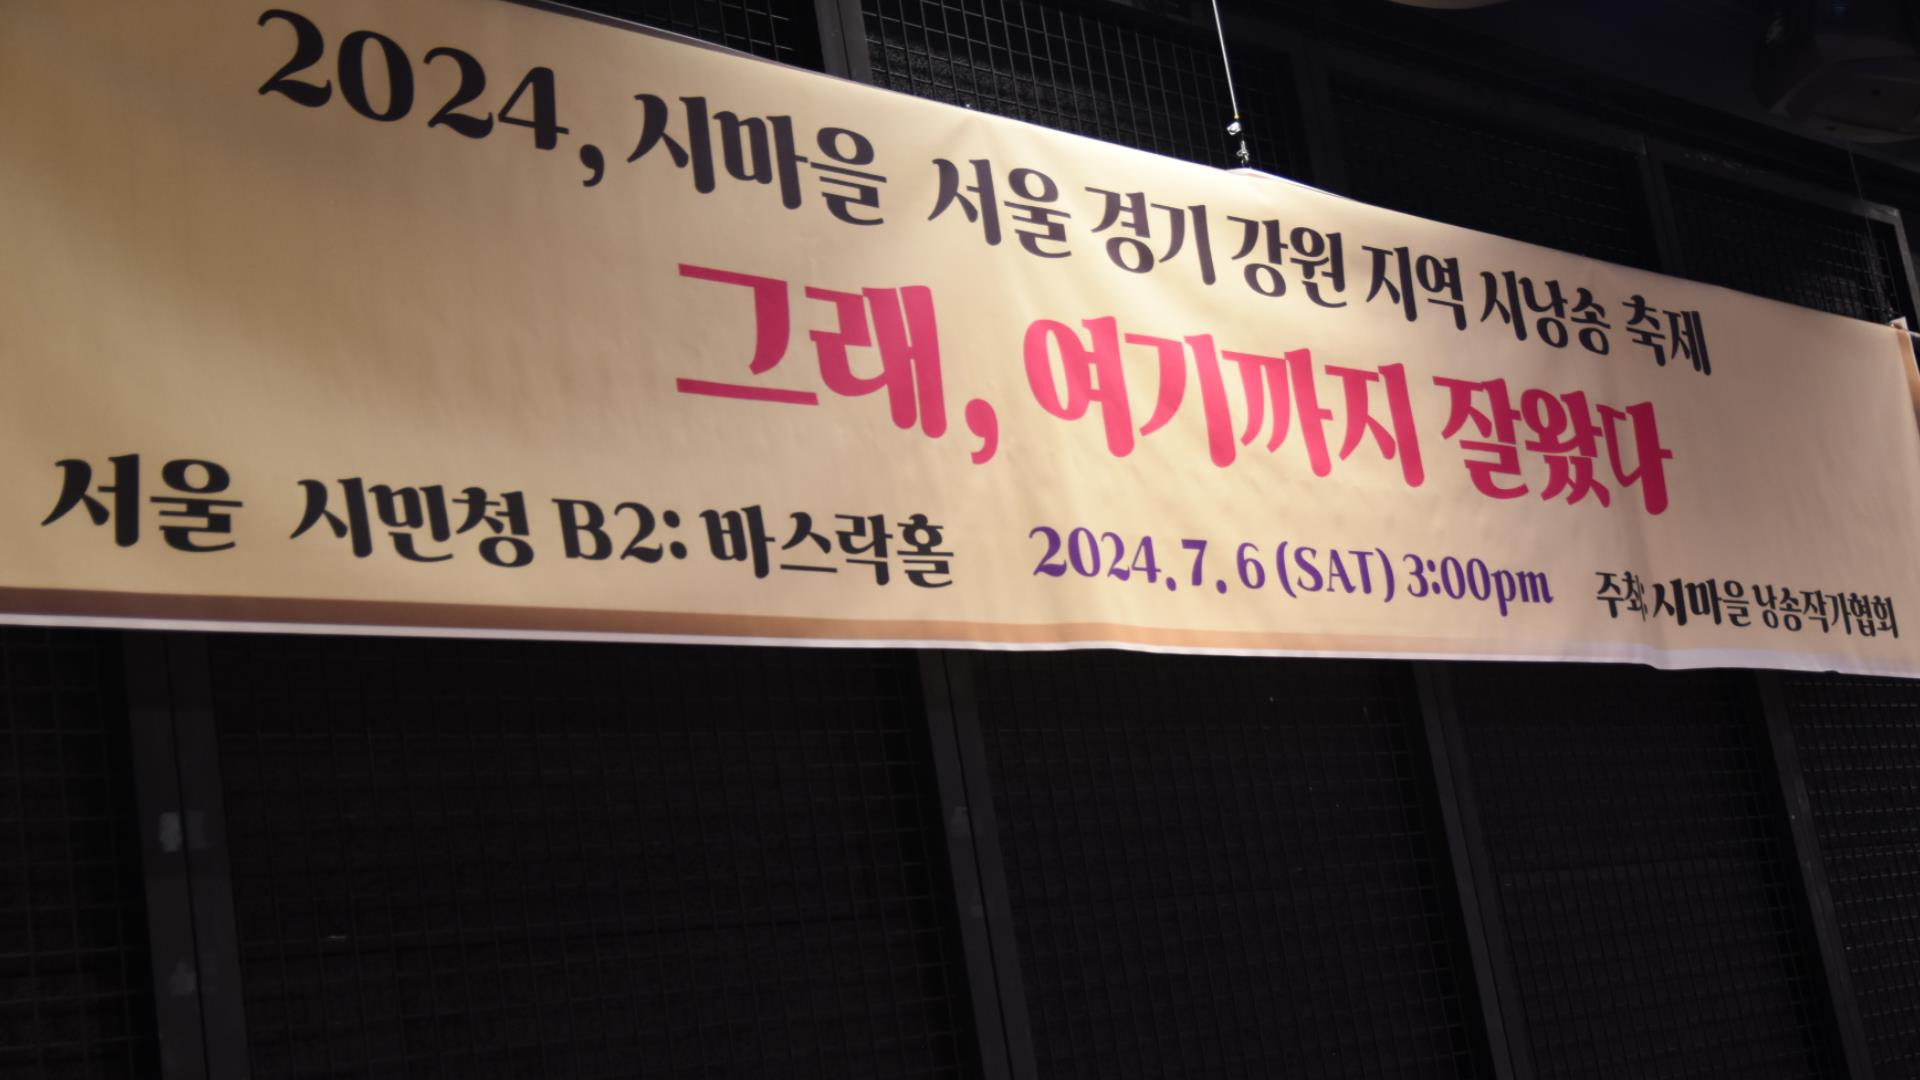 2024, 시마을 서울 경기 강원 지역 시낭송 축제
그래, 여기까지 잘왔다
서울 시민청 B2: 바스락홀 2024.7.6 (SAT) 3:00pm 주최; 시마을 낭송작가협회